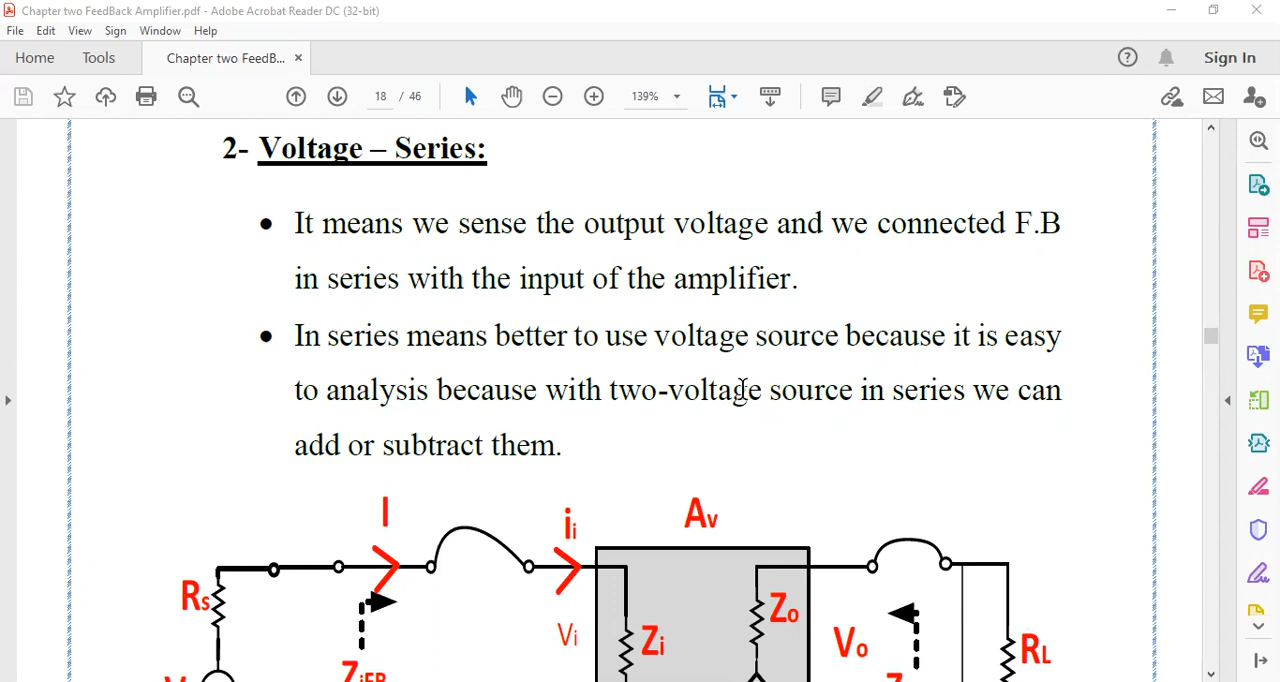 Chapter two FeedBack Amplifier.pdf - Adobe Acrobat Reader DC (32-bit)
File Edit View Sign Window Help
Home Tools Chapter two FeedB... × Sign In
18 / 46 139%
2- Voltage – Series:
• It means we sense the output voltage and we connected F.B
in series with the input of the amplifier.
• In series means better to use voltage source because it is easy
to analysis because with two-voltage source in series we can
add or subtract them.
I ii Av
Rs Vi Zi Zo Vo RL